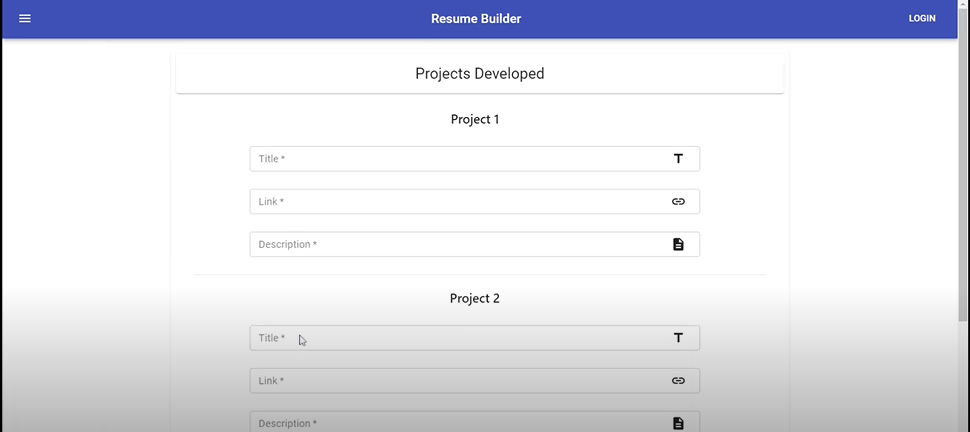 Resume Builder
LOGIN
Projects Developed
Project 1
Title *
Link *
Description *
Project 2
Title *
Link *
Description *